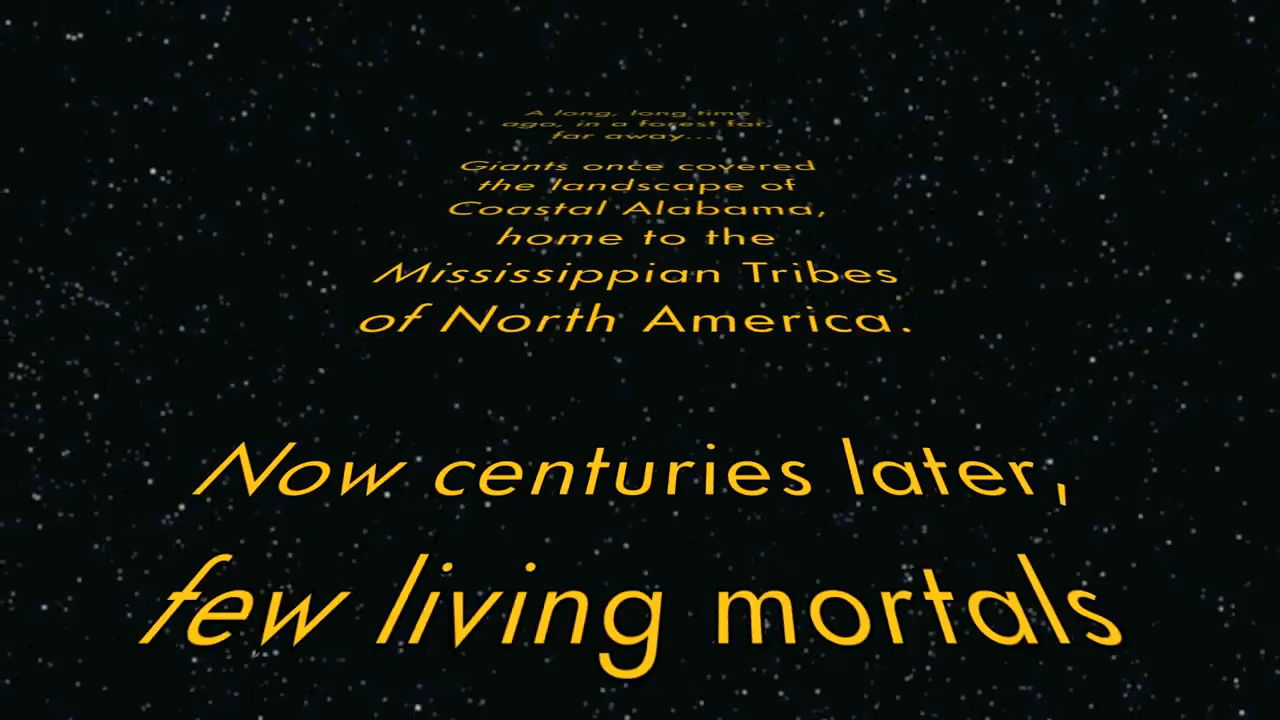 A long, long time
ago, in a forest far,
far away....
Giants once covered
the landscape of
Coastal Alabama,
home to the
Mississippian Tribes
of North America.
Now centuries later,
few living mortals